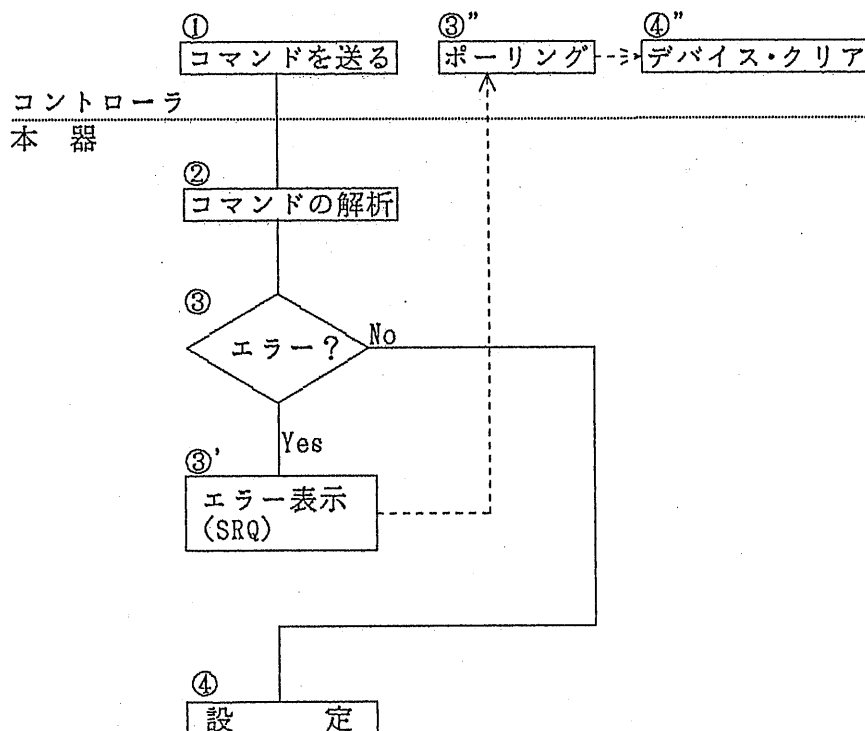 ① ③" ④"
コマンドを送る ポーリング デバイス・クリア
コントローラ
本 器
②
コマンドの解析
③
エラー? No
Yes
③'
エラー表示
(SRQ)
④
設 定